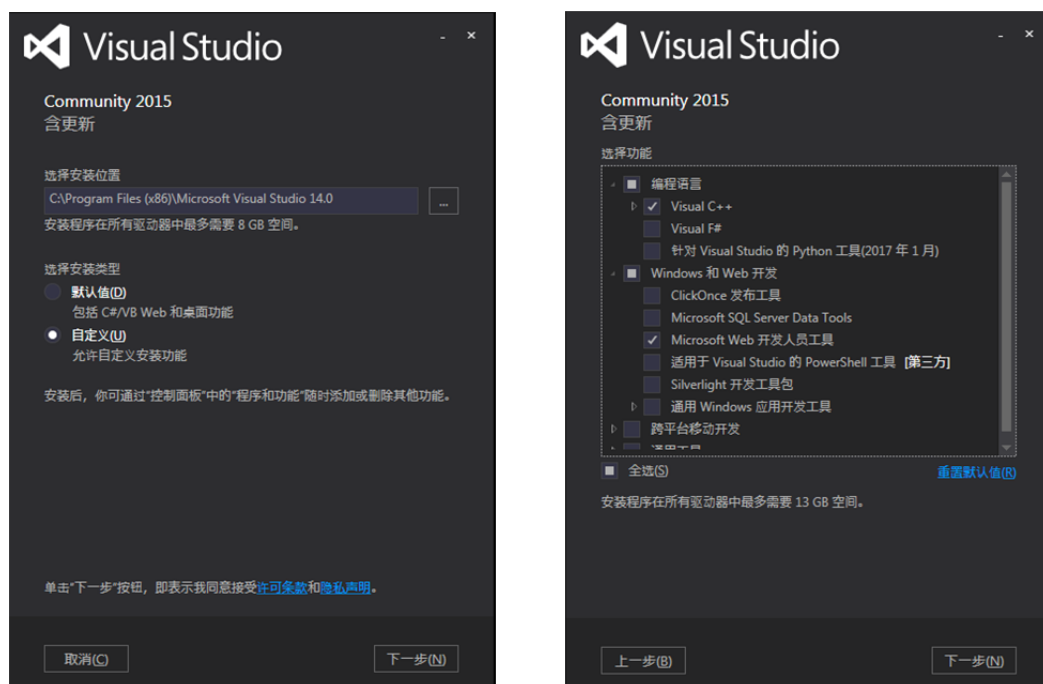 Visual Studio
Community 2015
含更新
选择安装位置
C:\Program Files (x86)\Microsoft Visual Studio 14.0
...
安装程序在所有驱动器中最多需要 8 GB 空间。
选择安装类型
默认值(D)
包括 C#/VB Web 和桌面功能
自定义(U)
允许自定义安装功能
安装后，你可通过“控制面板”中的“程序和功能”随时添加或删除其他功能。
单击“下一步”按钮，即表示我同意接受许可条款和隐私声明。
取消(C)
下一步(N)
Visual Studio
Community 2015
含更新
选择功能
编程语言
Visual C++
Visual F#
针对 Visual Studio 的 Python 工具(2017 年 1 月)
Windows 和 Web 开发
ClickOnce 发布工具
Microsoft SQL Server Data Tools
Microsoft Web 开发人员工具
适用于 Visual Studio 的 PowerShell 工具 [第三方]
Silverlight 开发工具包
通用 Windows 应用开发工具
跨平台移动开发
全选(S)
重置默认值(R)
安装程序在所有驱动器中最多需要 13 GB 空间。
上一步(B)
下一步(N)